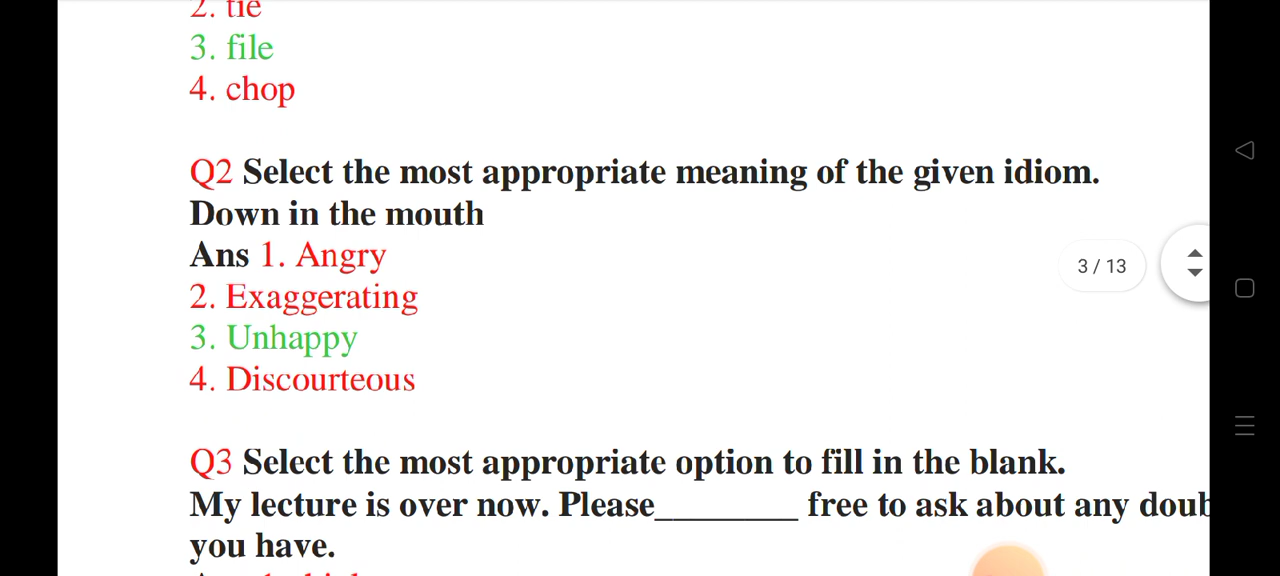 2. tie
3. file
4. chop
Q2 Select the most appropriate meaning of the given idiom.
Down in the mouth
Ans 1. Angry
2. Exaggerating
3. Unhappy
4. Discourteous
3 / 13
Q3 Select the most appropriate option to fill in the blank.
My lecture is over now. Please________ free to ask about any
you have.